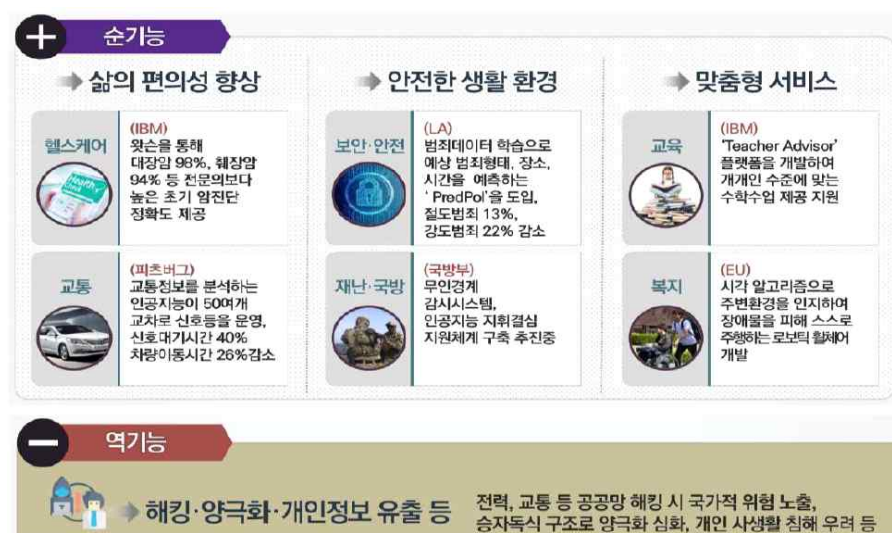 + 순기능
➡ 삶의 편의성 향상
헬스케어
(IBM)
왓슨을 통해
대장암 98%, 췌장암
94% 등 전문의보다
높은 초기 암진단
정확도 제공
교통
(피츠버그)
교통정보를 분석하는
인공지능이 50여개
교차로 신호등을 운영,
신호대기시간 40%
차량이동시간 26%감소
➡ 안전한 생활 환경
보안·안전
(LA)
범죄데이터 학습으로
예상 범죄형태, 장소,
시간을 예측하는
‘PredPol’을 도입,
절도범죄 13%,
강도범죄 22% 감소
재난·국방
(국방부)
무인경계
감시시스템,
인공지능 지휘결심
지원체계 구축 추진중
➡ 맞춤형 서비스
교육
(IBM)
‘Teacher Advisor’
플랫폼을 개발하여
개개인 수준에 맞는
수학수업 제공 지원
복지
(EU)
시각 알고리즘으로
주변환경을 인지하여
장애물을 피해 스스로
주행하는 로보틱 휠체어
개발
− 역기능
➡ 해킹·양극화·개인정보 유출 등
전력, 교통 등 공공망 해킹 시 국가적 위험 노출,
승자독식 구조로 양극화 심화, 개인 사생활 침해 우려 등